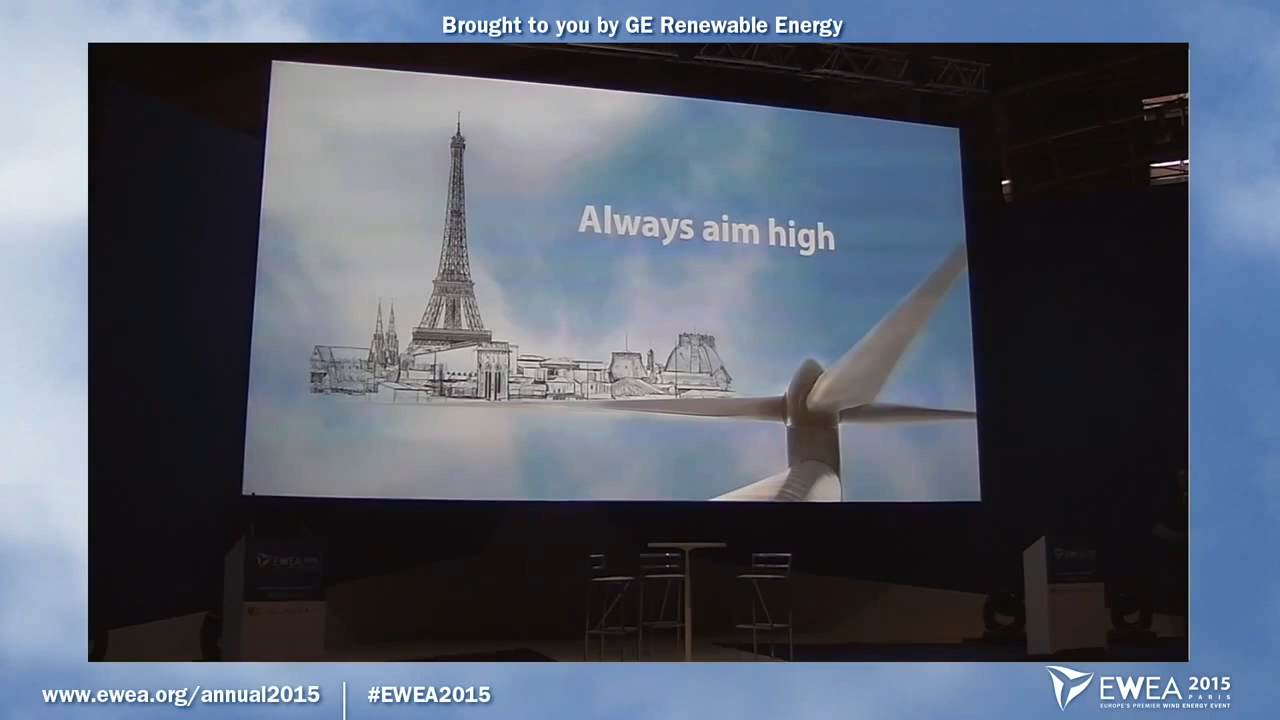 Brought to you by GE Renewable Energy
Always aim high
EWEA
www.ewea.org/annual2015 | #EWEA2015
EWEA 2015
PARIS
EUROPE'S PREMIER WIND ENERGY EVENT